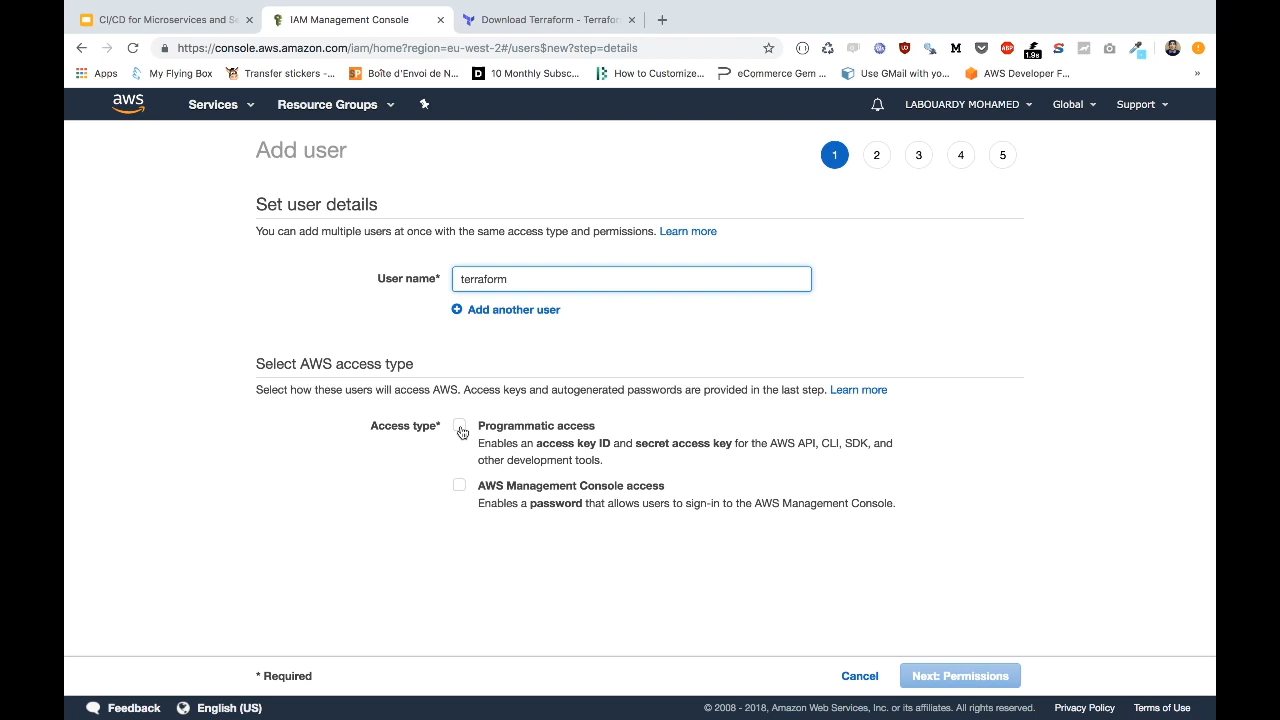 CI/CD for Microservices and Se
IAM Management Console
Download Terraform - Terrafor
https://console.aws.amazon.com/iam/home?region=eu-west-2#/users$new?step=details
Apps
My Flying Box
Transfer stickers -...
Boîte d'Envoi de N...
10 Monthly Subsc...
How to Customize...
eCommerce Gem ...
Use GMail with yo...
AWS Developer F...
»
aws
Services
Resource Groups
LABOUARDY MOHAMED
Global
Support
Add user
1 2 3 4 5
Set user details
You can add multiple users at once with the same access type and permissions. Learn more
User name* terraform
Add another user
Select AWS access type
Select how these users will access AWS. Access keys and autogenerated passwords are provided in the last step. Learn more
Access type* Programmatic access
Enables an access key ID and secret access key for the AWS API, CLI, SDK, and
other development tools.
AWS Management Console access
Enables a password that allows users to sign-in to the AWS Management Console.
* Required
Cancel
Next: Permissions
Feedback
English (US)
© 2008 - 2018, Amazon Web Services, Inc. or its affiliates. All rights reserved.
Privacy Policy
Terms of Use